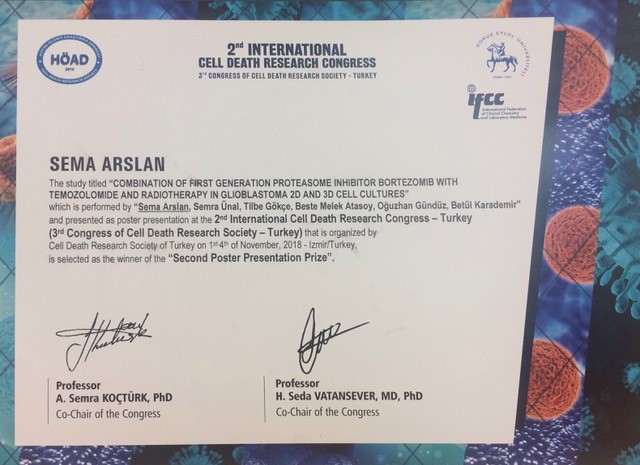 HÖAD
2nd INTERNATIONAL
CELL DEATH RESEARCH CONGRESS
3rd CONGRESS OF CELL DEATH RESEARCH SOCIETY - TURKEY
DOKUZ EYLÜL ÜNİVERSİTESİ
ifcc
International Federation
of Clinical Chemistry
and Laboratory Medicine
SEMA ARSLAN
The study titled “COMBINATION OF FIRST GENERATION PROTEASOME INHIBITOR BORTEZOMIB WITH
TEMOZOLOMIDE AND RADIOTHERAPY IN GLIOBLASTOMA 2D AND 3D CELL CULTURES”
which is performed by “Sema Arslan, Semra Ünal, Tilbe Gökçe, Beste Melek Atasoy, Oğuzhan Gündüz, Betül Karademir”
and presented as poster presentation at the 2nd International Cell Death Research Congress – Turkey
(3rd Congress of Cell Death Research Society – Turkey) that is organized by
Cell Death Research Society of Turkey on 1st-4th of November, 2018 - Izmir/Turkey,
is selected as the winner of the “Second Poster Presentation Prize”.
Professor
A. Semra KOÇTÜRK, PhD
Co-Chair of the Congress
Professor
H. Seda VATANSEVER, MD, PhD
Co-Chair of the Congress